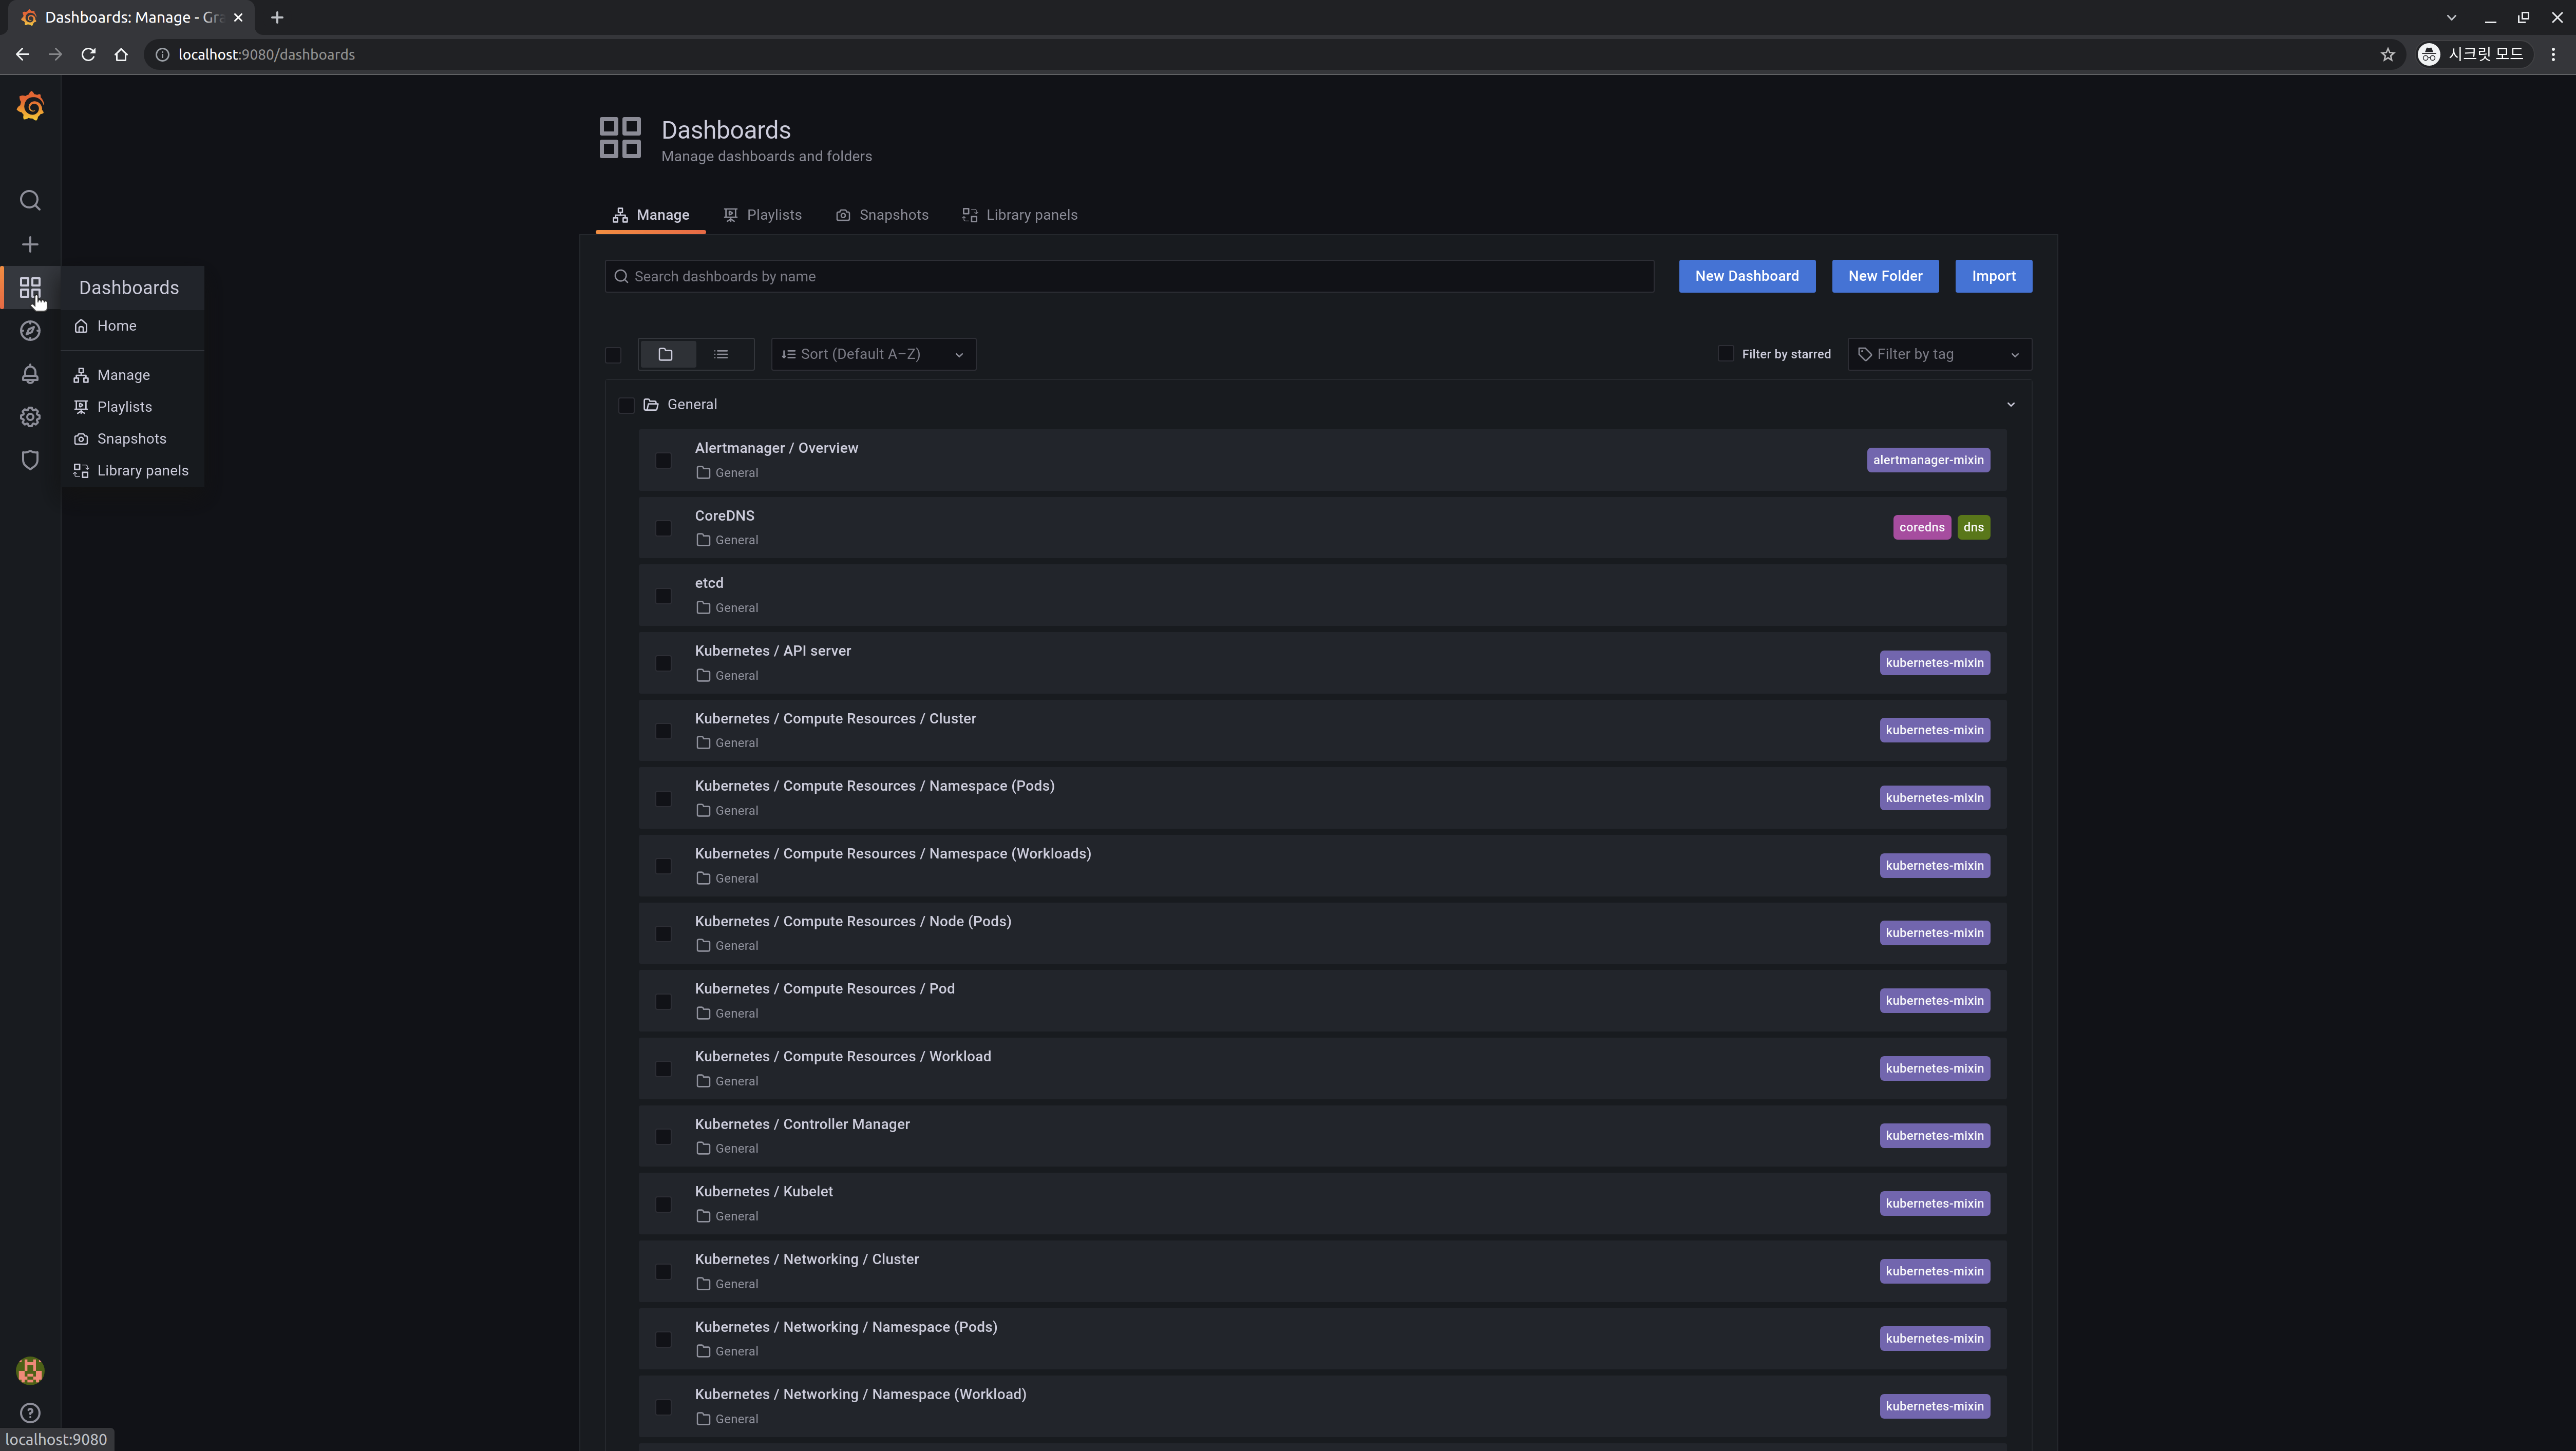 Dashboards: Manage - Gra
localhost:9080/dashboards
시크릿 모드
Dashboards
Manage dashboards and folders
Manage
Playlists
Snapshots
Library panels
Search dashboards by name
New Dashboard
New Folder
Import
Dashboards
Home
Manage
Playlists
Snapshots
Library panels
Sort (Default A–Z)
Filter by starred
Filter by tag
General
Alertmanager / Overview
General
alertmanager-mixin
CoreDNS
General
coredns
dns
etcd
General
Kubernetes / API server
General
kubernetes-mixin
Kubernetes / Compute Resources / Cluster
General
kubernetes-mixin
Kubernetes / Compute Resources / Namespace (Pods)
General
kubernetes-mixin
Kubernetes / Compute Resources / Namespace (Workloads)
General
kubernetes-mixin
Kubernetes / Compute Resources / Node (Pods)
General
kubernetes-mixin
Kubernetes / Compute Resources / Pod
General
kubernetes-mixin
Kubernetes / Compute Resources / Workload
General
kubernetes-mixin
Kubernetes / Controller Manager
General
kubernetes-mixin
Kubernetes / Kubelet
General
kubernetes-mixin
Kubernetes / Networking / Cluster
General
kubernetes-mixin
Kubernetes / Networking / Namespace (Pods)
General
kubernetes-mixin
Kubernetes / Networking / Namespace (Workload)
General
kubernetes-mixin
localhost:9080